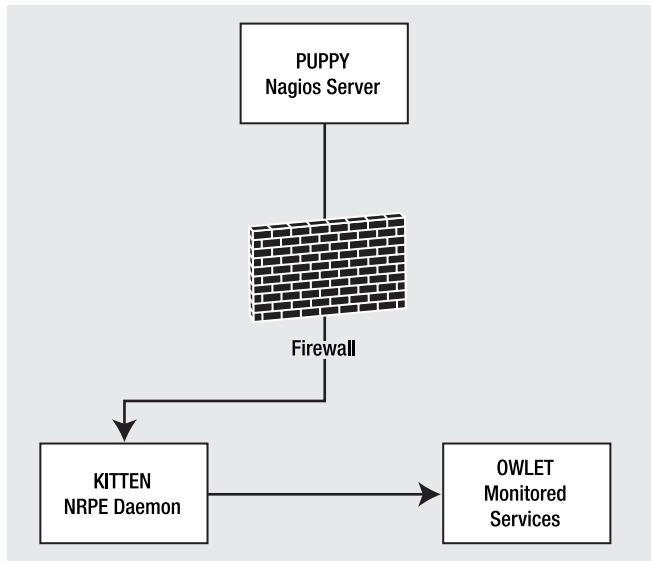 PUPPY
Nagios Server
Firewall
KITTEN
NRPE Daemon
OWLET
Monitored
Services